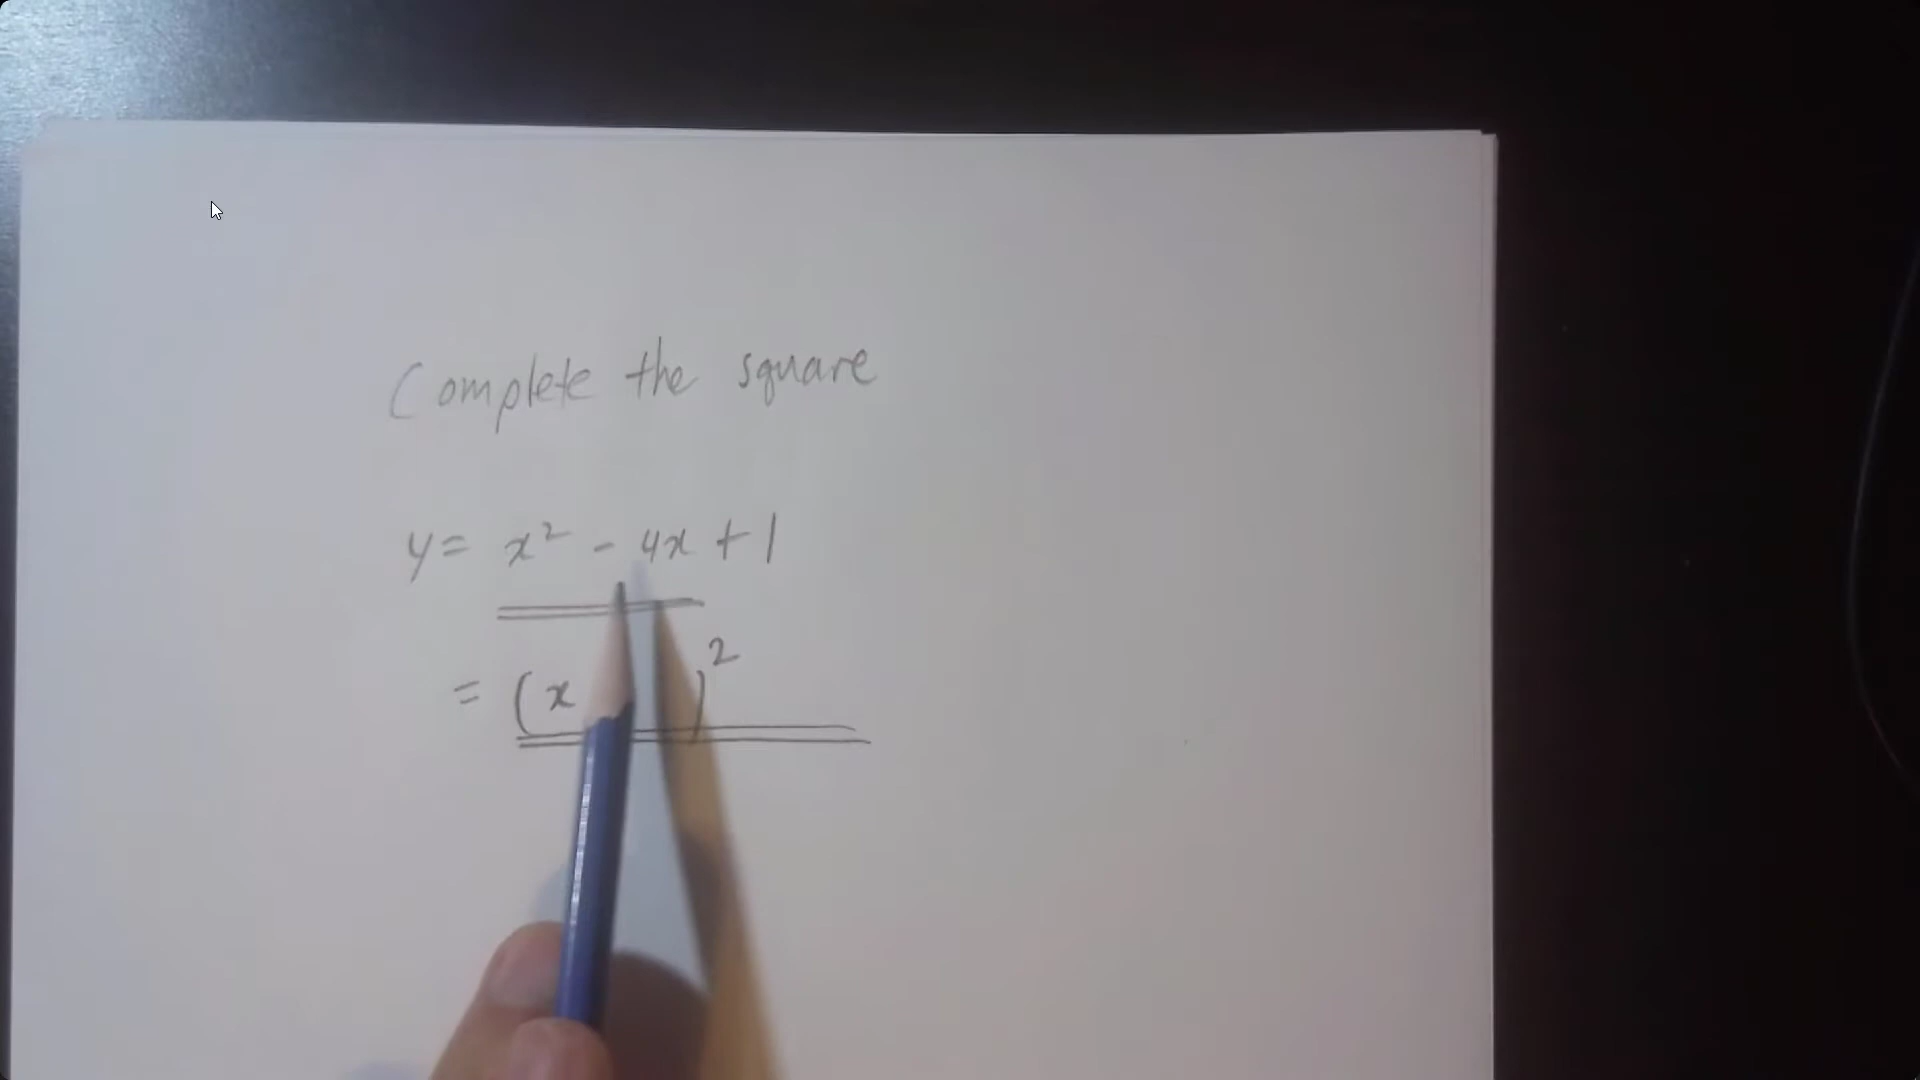 Complete the square
y = x² - 4x + 1
= (x )²